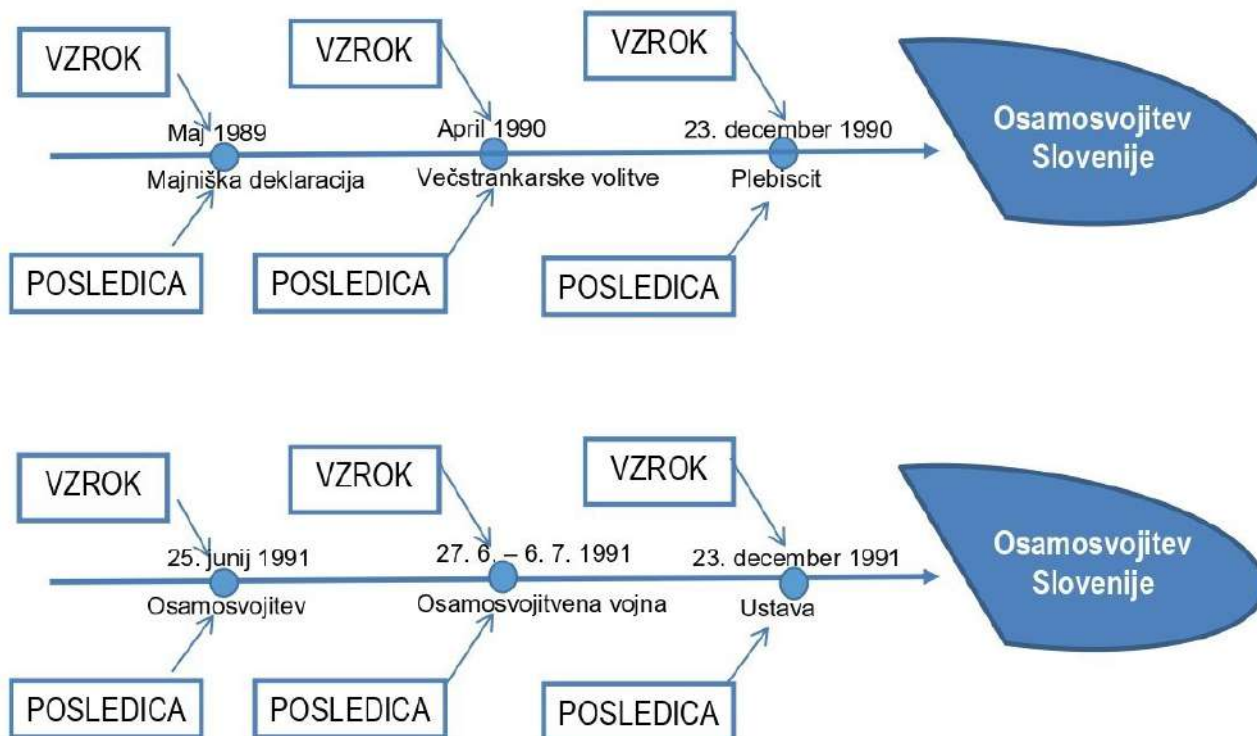 VZROK
VZROK
VZROK
Maj 1989
April 1990
23. december 1990
Majniška deklaracija
Večstrankarske volitve
Plebiscit
Osamosvojitev
Slovenije
POSLEDICA
POSLEDICA
POSLEDICA
VZROK
VZROK
VZROK
25. junij 1991
27. 6. – 6. 7. 1991
23. december 1991
Osamosvojitev
Osamosvojitvena vojna
Ustava
Osamosvojitev
Slovenije
POSLEDICA
POSLEDICA
POSLEDICA